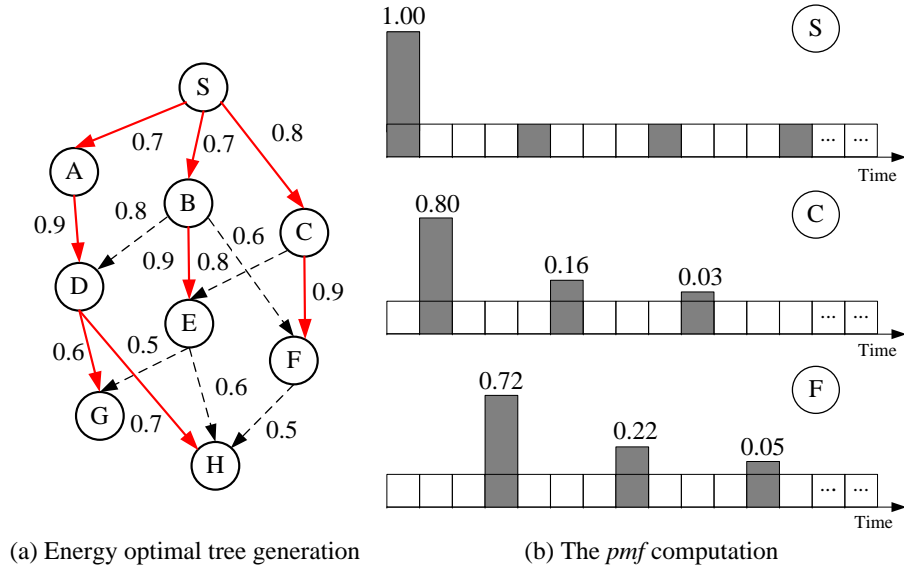 S
0.7
0.7
0.8
A
B
C
0.9
0.8
0.6
0.9
0.8
0.9
D
E
F
0.6
0.5
0.6
0.5
G
0.7
H
(a) Energy optimal tree generation
1.00
S
... ...
Time
0.80
0.16
0.03
C
... ...
Time
0.72
0.22
0.05
F
... ...
Time
(b) The pmf computation